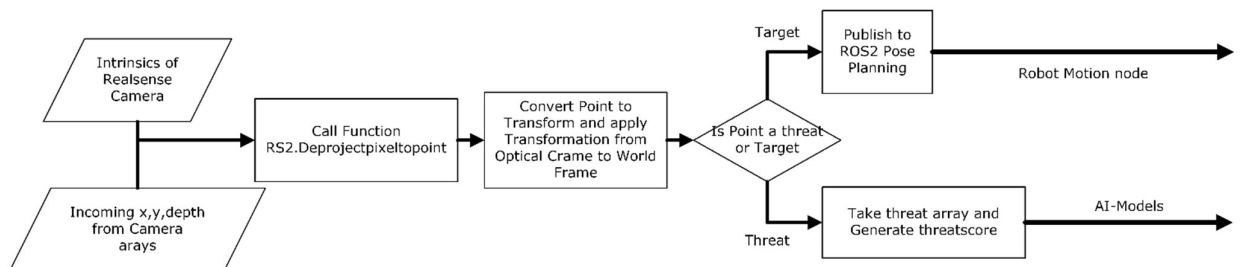 Intrinsics of
Realsense
Camera
Incoming x,y,depth
from Camera
arays
Call Function
RS2.Deprojectpixeltopoint
Convert Point to
Transform and apply
Transformation from
Optical Crame to World
Frame
Is Point a threat
or Target
Target
Publish to
ROS2 Pose
Planning
Robot Motion node
Threat
Take threat array and
Generate threatscore
AI-Models